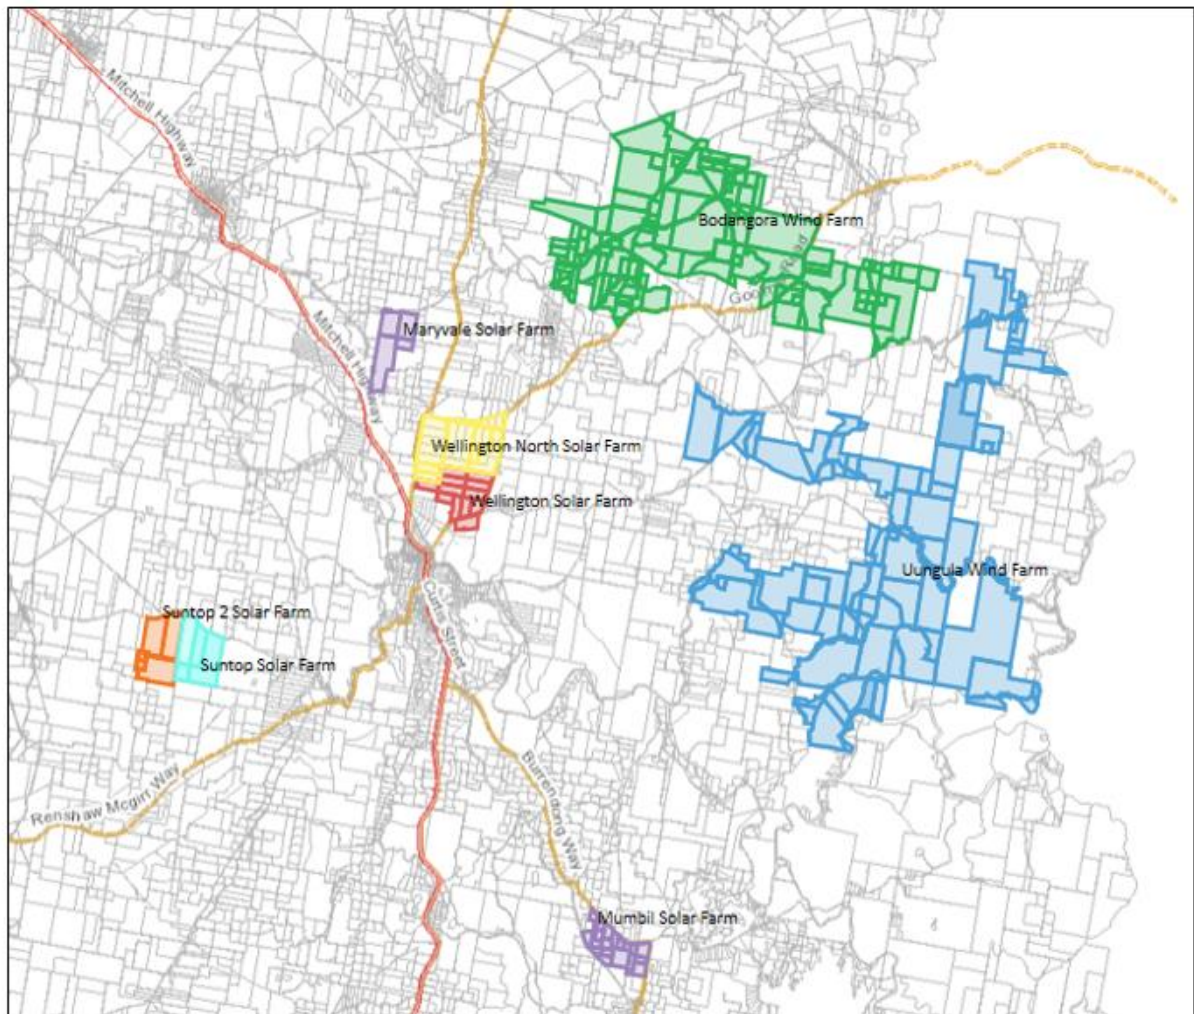 Mitchell Highway
Bodangora Wind Farm
Maryvale Solar Farm
Mitchell Highway
Wellington North Solar Farm
Wellington Solar Farm
Uungula Wind Farm
Suntop 2 Solar Farm
Suntop Solar Farm
Street
Burrendong Way
Renshaw Mcgirr Way
Mumbil Solar Farm